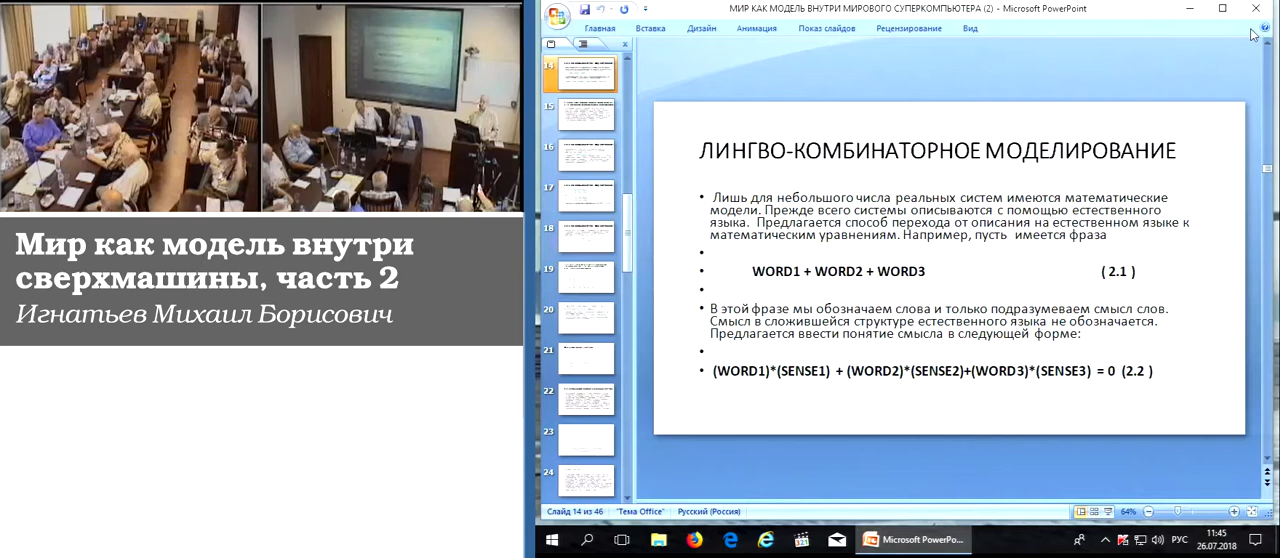 Мир как модель внутри
сверхмашины, часть 2
Игнатьев Михаил Борисович
МИР КАК МОДЕЛЬ ВНУТРИ МИРОВОГО СУПЕРКОМПЬЮТЕРА (2) - Microsoft PowerPoint
Главная Вставка Дизайн Анимация Показ слайдов Рецензирование Вид
14
15
16
17
18
19
20
21
22
23
24
ЛИНГВО-КОМБИНАТОРНОЕ МОДЕЛИРОВАНИЕ
• Лишь для небольшого числа реальных систем имеются математические
модели. Прежде всего системы описываются с помощью естественного
языка. Предлагается способ перехода от описания на естественном языке к
математическим уравнениям. Например, пусть имеется фраза
•
• WORD1 + WORD2 + WORD3 ( 2.1 )
•
• В этой фразе мы обозначаем слова и только подразумеваем смысл слов.
Смысл в сложившейся структуре естественного языка не обозначается.
Предлагается ввести понятие смысла в следующей форме:
•
• (WORD1)*(SENSE1) + (WORD2)*(SENSE2)+(WORD3)*(SENSE3) = 0 (2.2 )
Слайд 14 из 46 "Тема Office" Русский (Россия) 64%
Microsoft PowerPo... РУС 11:45
26.07.2018